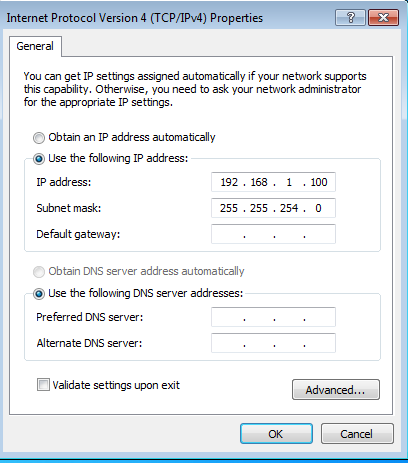 Internet Protocol Version 4 (TCP/IPv4) Properties
General
You can get IP settings assigned automatically if your network supports
this capability. Otherwise, you need to ask your network administrator
for the appropriate IP settings.
Obtain an IP address automatically
Use the following IP address:
IP address: 192 . 168 . 1 . 100
Subnet mask: 255 . 255 . 254 . 0
Default gateway: . . .
Obtain DNS server address automatically
Use the following DNS server addresses:
Preferred DNS server: . . .
Alternate DNS server: . . .
Validate settings upon exit
Advanced...
OK Cancel